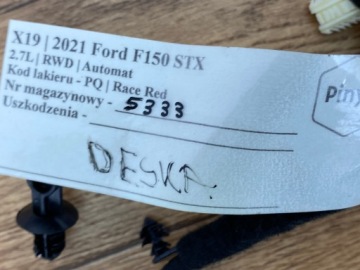 X19 | 2021 Ford F150 STX
2.7L | RWD | Automat
Kod lakieru - PQ | Race Red
Nr magazynowy - 5333
Uszkodzenia -
DESKA